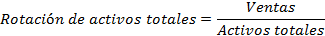 Rotación de activos totales = Ventas / Activos totales